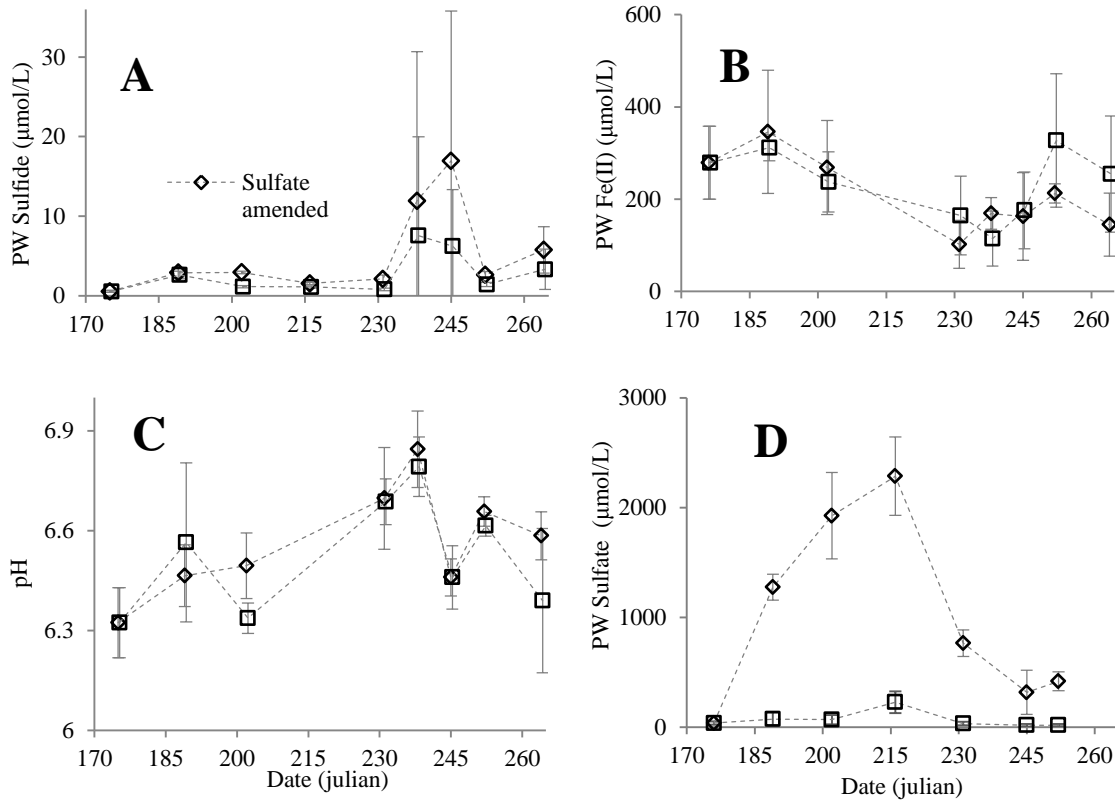 A
PW Sulfide (µmol/L)
30
20
10
0
170 185 200 215 230 245 260
Sulfate
amended
B
PW Fe(II) (µmol/L)
600
400
200
0
170 185 200 215 230 245 260
C
pH
6.9
6.6
6.3
6
170 185 200 215 230 245 260
Date (julian)
D
PW Sulfate (µmol/L)
3000
2000
1000
0
170 185 200 215 230 245 260
Date (julian)